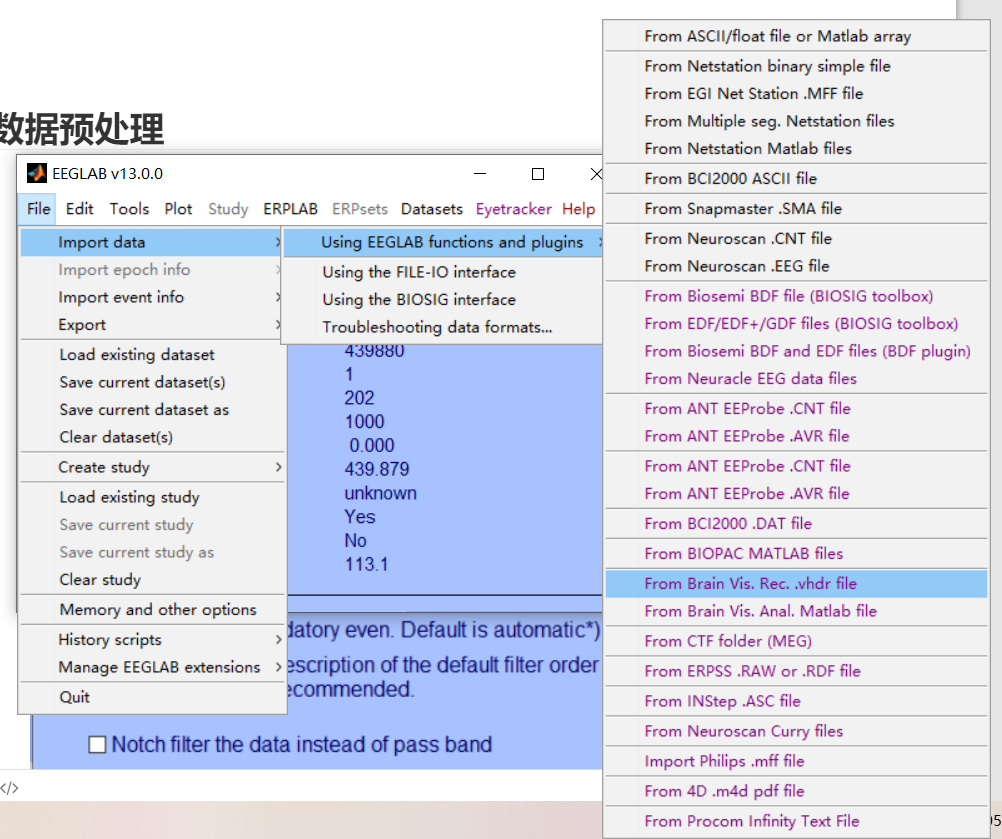 数据预处理
EEGLAB v13.0.0
File Edit Tools Plot Study ERPLAB ERPsets Datasets Eyetracker Help
Import data
Import epoch info
Import event info
Export
Load existing dataset
Save current dataset(s)
Save current dataset as
Clear dataset(s)
Create study
Load existing study
Save current study
Save current study as
Clear study
Memory and other options
History scripts
Manage EEGLAB extensions
Quit
Using EEGLAB functions and plugins
Using the FILE-IO interface
Using the BIOSIG interface
Troubleshooting data formats...
439880
1
202
1000
0.000
439.879
unknown
Yes
No
113.1
datory even. Default is automatic*)
escription of the default filter order
ecommended.
Notch filter the data instead of pass band
</>
From ASCII/float file or Matlab array
From Netstation binary simple file
From EGI Net Station .MFF file
From Multiple seg. Netstation files
From Netstation Matlab files
From BCI2000 ASCII file
From Snapmaster .SMA file
From Neuroscan .CNT file
From Neuroscan .EEG file
From Biosemi BDF file (BIOSIG toolbox)
From EDF/EDF+/GDF files (BIOSIG toolbox)
From Biosemi BDF and EDF files (BDF plugin)
From Neuracle EEG data files
From ANT EEProbe .CNT file
From ANT EEProbe .AVR file
From ANT EEProbe .CNT file
From ANT EEProbe .AVR file
From BCI2000 .DAT file
From BIOPAC MATLAB files
From Brain Vis. Rec. .vhdr file
From Brain Vis. Anal. Matlab file
From CTF folder (MEG)
From ERPSS .RAW or .RDF file
From INStep .ASC file
From Neuroscan Curry files
Import Philips .mff file
From 4D .m4d pdf file
From Procom Infinity Text File